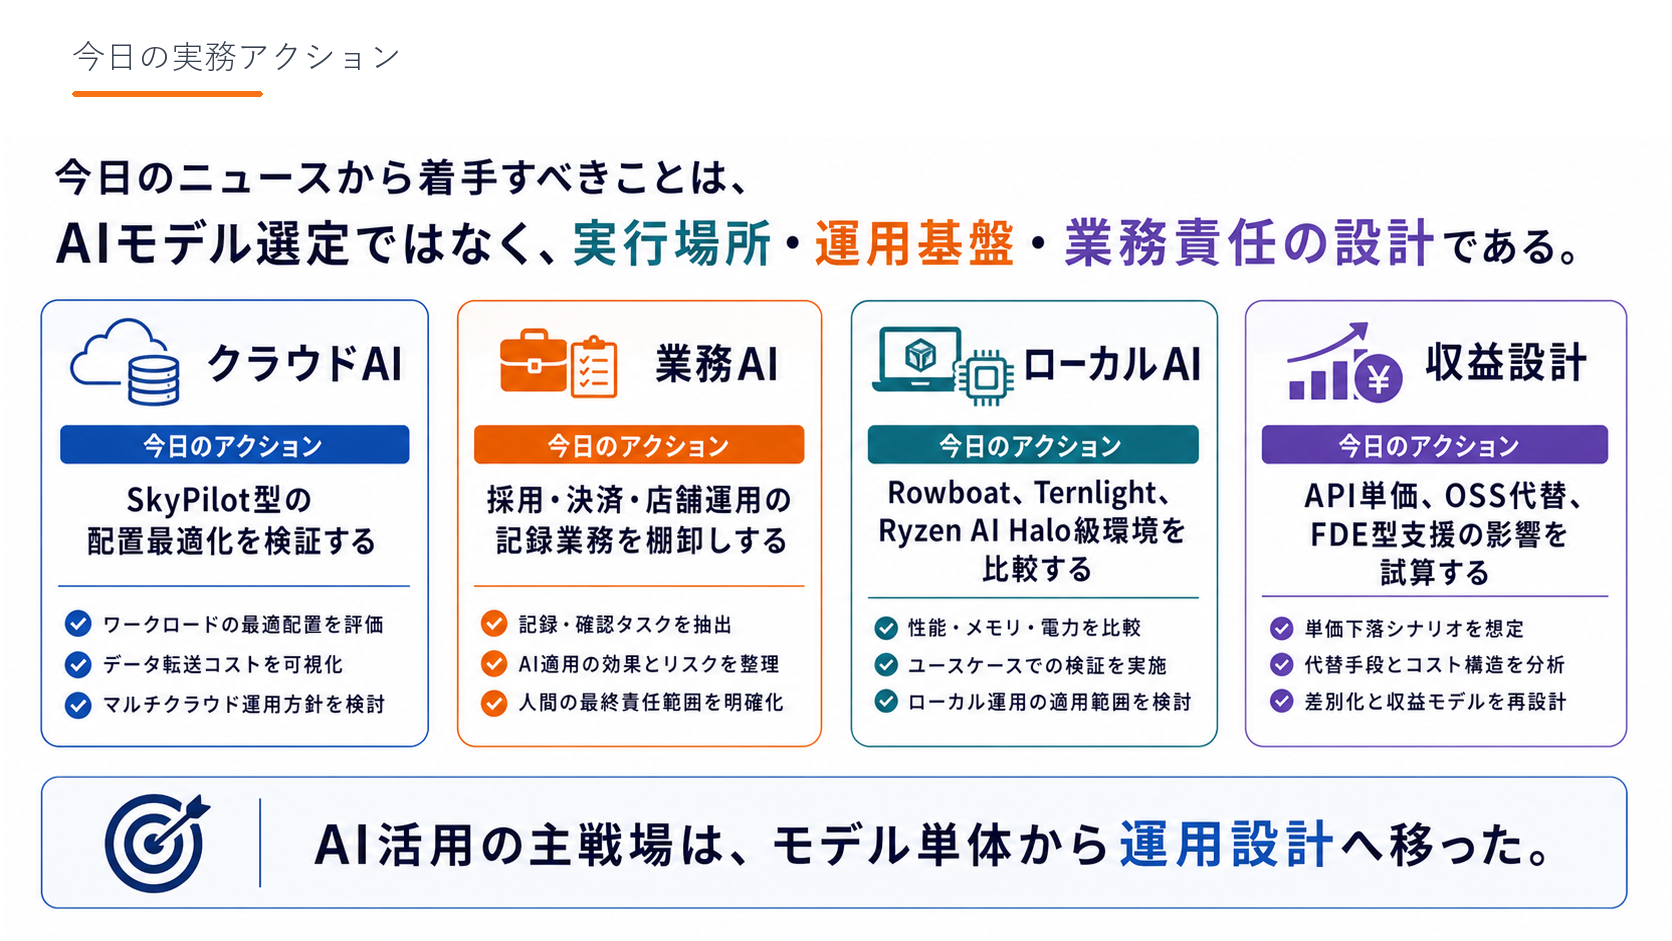 今日の実務アクション
今日のニュースから着手すべきことは、
AIモデル選定ではなく、実行場所・運用基盤・業務責任の設計である。
クラウドAI
今日のアクション
SkyPilot型の
配置最適化を検証する
ワークロードの最適配置を評価
データ転送コストを可視化
マルチクラウド運用方針を検討
業務AI
今日のアクション
採用・決済・店舗運用の
記録業務を棚卸しする
記録・確認タスクを抽出
AI適用の効果とリスクを整理
人間の最終責任範囲を明確化
ローカルAI
今日のアクション
Rowboat、Ternlight、
Ryzen AI Halo級環境を
比較する
性能・メモリ・電力を比較
ユースケースでの検証を実施
ローカル運用の適用範囲を検討
¥
収益設計
今日のアクション
API単価、OSS代替、
FDE型支援の影響を
試算する
単価下落シナリオを想定
代替手段とコスト構造を分析
差別化と収益モデルを再設計
AI活用の主戦場は、モデル単体から運用設計へ移った。